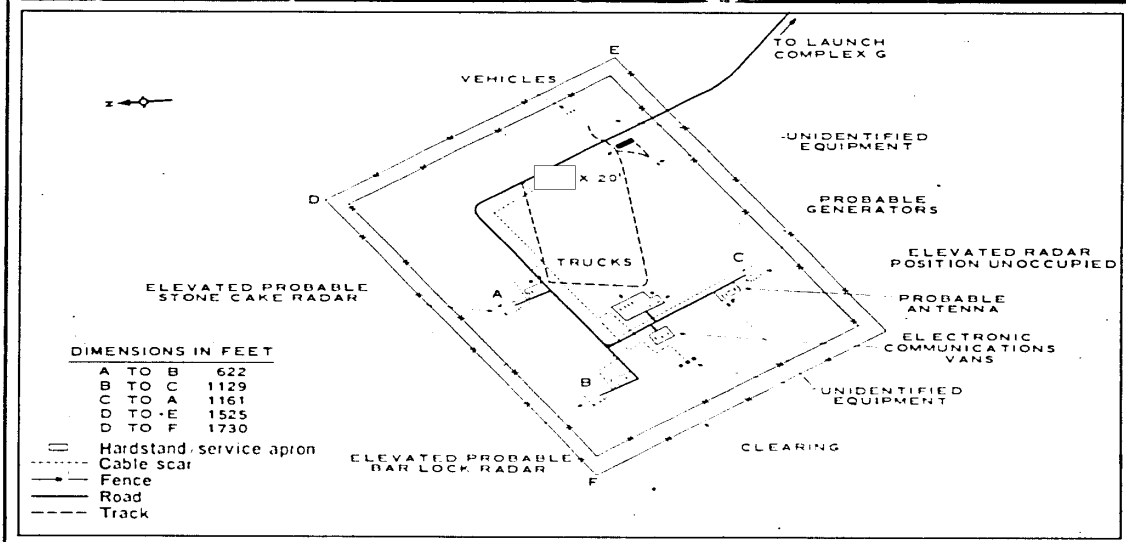 E
TO LAUNCH
COMPLEX G
VEHICLES
N
-UNIDENTIFIED
EQUIPMENT
X 20'
D
PROBABLE
GENERATORS
TRUCKS
C
ELEVATED RADAR
POSITION UNOCCUPIED
ELEVATED PROBABLE
STONE CAKE RADAR
A
PROBABLE
ANTENNA
ELECTRONIC
COMMUNICATIONS
VANS
DIMENSIONS IN FEET
A TO B 622
B TO C 1129
C TO A 1161
D TO E 1525
D TO F 1730
B
UNIDENTIFIED
EQUIPMENT
Hardstand/service apron
Cable scar
Fence
Road
Track
ELEVATED PROBABLE
BAR LOCK RADAR
CLEARING
F